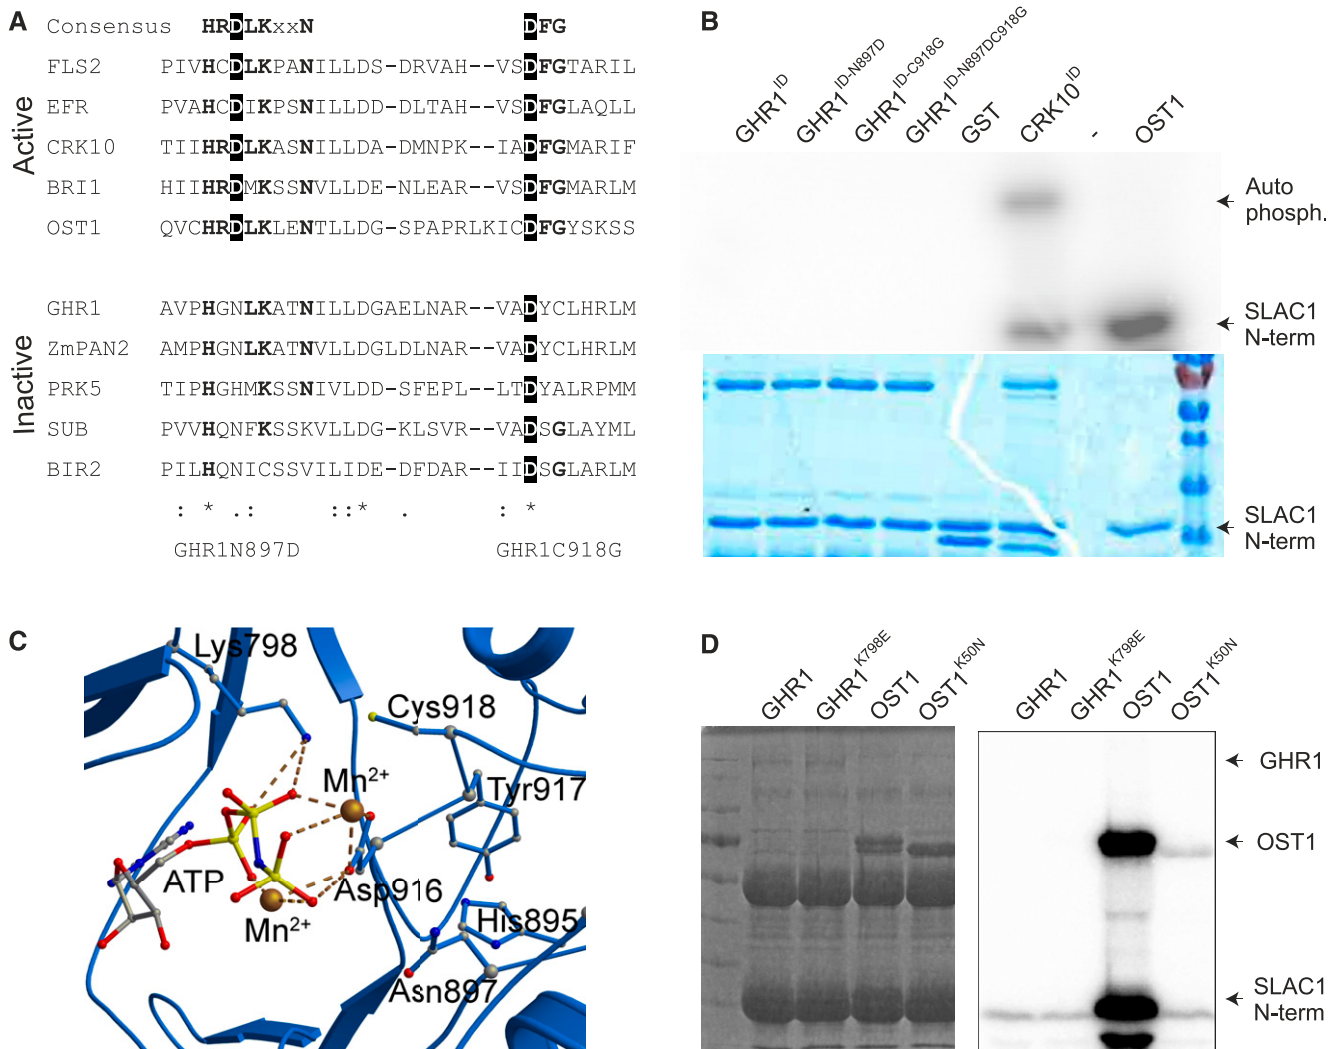 A
Consensus HRDLKxxN DFG
Active
FLS2 PIVHCDLKPANILLDS-DRVAH--VSDFGTARIL
EFR PVAHCDIKPSNILLDD-DLTAH--VSDFGLAQLL
CRK10 TIIHRDLKASNILLDA-DMNPK--IADFGMARIF
BRI1 HIIHRDMKSSNVLLDE-NLEAR--VSDFGMARLM
OST1 QVCHRDLKLENTLLDG-SPAPRLKICDFGYSKSS
Inactive
GHR1 AVPHGNLKATNILLDGAELNAR--VADYCLHRLM
ZmPAN2 AMPHGNLKATNVLLDGLDLNAR--VADYCLHRLM
PRK5 TIPHGHMKSSNIVLDD-SFEPL--LTDYALRPMM
SUB PVVHQNFKSSKVLLDG-KLSVR--VADSGLAYML
BIR2 PILHQNICSSVILIDE-DFDAR--IIDSGLARLM
: * .: ::* . : *
GHR1N897D GHR1C918G
B
GHR1ID
GHR1ID-N897D
GHR1ID-C918G
GHR1ID-N897DC918G
GST
CRK10ID
-
OST1
Auto
phosph.
SLAC1
N-term
SLAC1
N-term
C
Lys798
Cys918
Mn2+
Tyr917
ATP
Asp916
Mn2+
His895
Asn897
D
GHR1
GHR1K798E
OST1
OST1K50N
GHR1
GHR1K798E
OST1
OST1K50N
GHR1
OST1
SLAC1
N-term